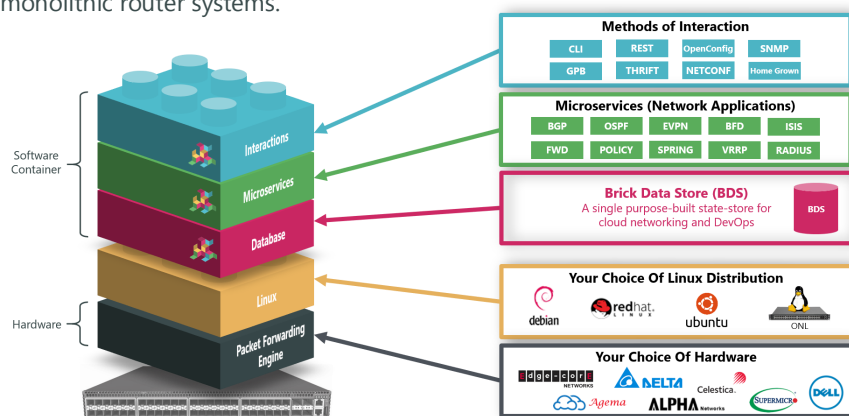 monolithic router systems.
Methods of Interaction
CLI REST OpenConfig SNMP
GPB THRIFT NETCONF Home Grown
Microservices (Network Applications)
BGP OSPF EVPN BFD ISIS
FWD POLICY SPRING VRRP RADIUS
Brick Data Store (BDS)
A single purpose-built state-store for
cloud networking and DevOps
BDS
Your Choice Of Linux Distribution
debian
redhat.
LINUX
ubuntu
ONL
Your Choice Of Hardware
Edge-corE
NETWORKS
DELTA
Celestica.
Agema
ALPHA Networks
SUPERMICRO
DELL
Software
Container
Hardware
Interactions
Microservices
Database
Linux
Packet Forwarding
Engine